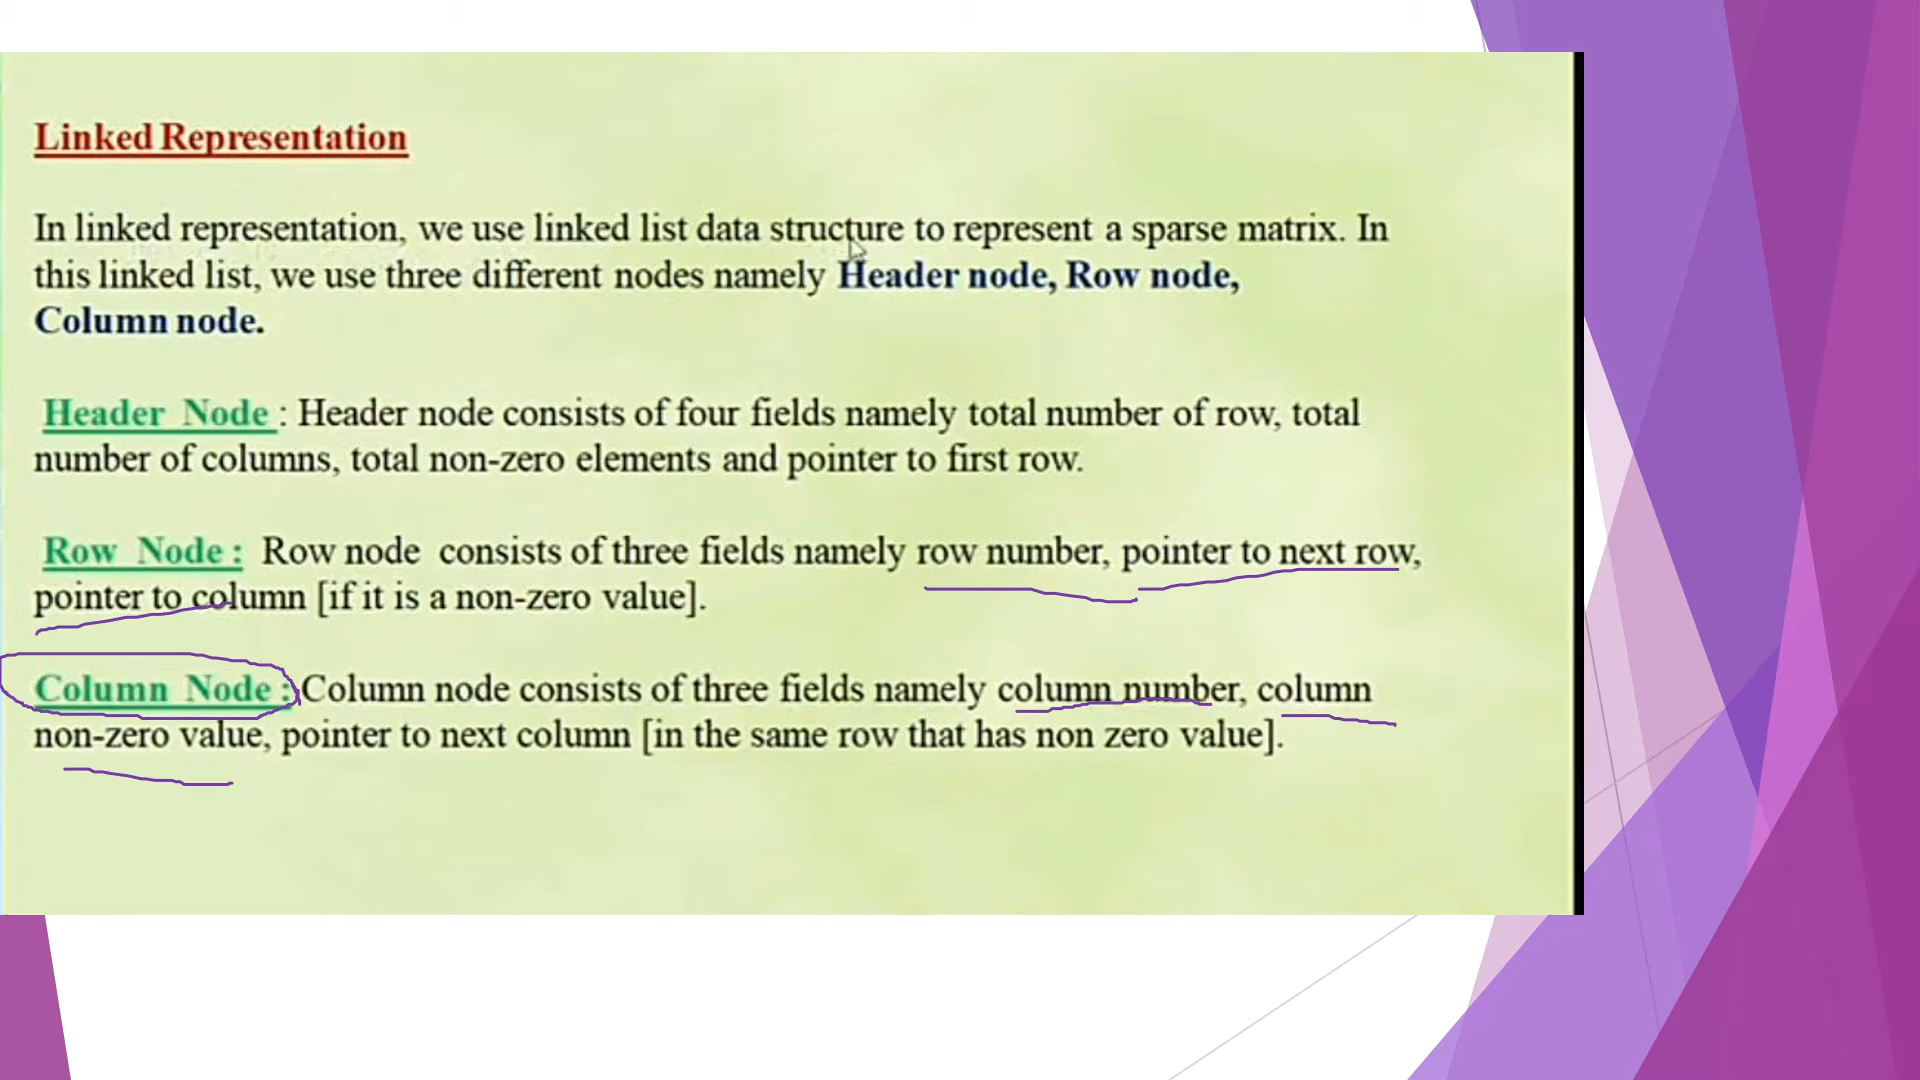 Linked Representation
In linked representation, we use linked list data structure to represent a sparse matrix. In
this linked list, we use three different nodes namely Header node, Row node,
Column node.
Header Node : Header node consists of four fields namely total number of row, total
number of columns, total non-zero elements and pointer to first row.
Row Node : Row node consists of three fields namely row number, pointer to next row,
pointer to column [if it is a non-zero value].
Column Node : Column node consists of three fields namely column number, column
non-zero value, pointer to next column [in the same row that has non zero value].